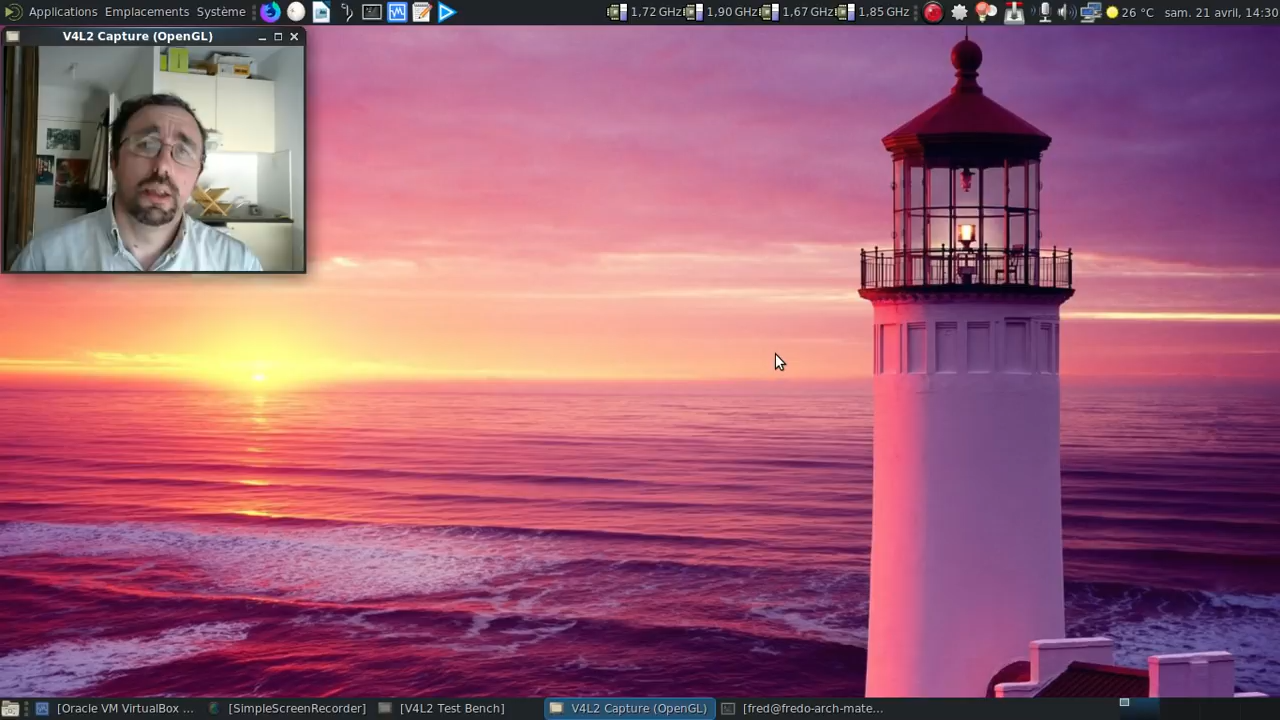 Applications Emplacements Système 1,72 GHz 1,90 GHz 1,67 GHz 1,85 GHz 26 °C sam. 21 avril, 14:30
V4L2 Capture (OpenGL)
[Oracle VM VirtualBox ... [SimpleScreenRecorder] [V4L2 Test Bench] V4L2 Capture (OpenGL) [fred@fredo-arch-mate...